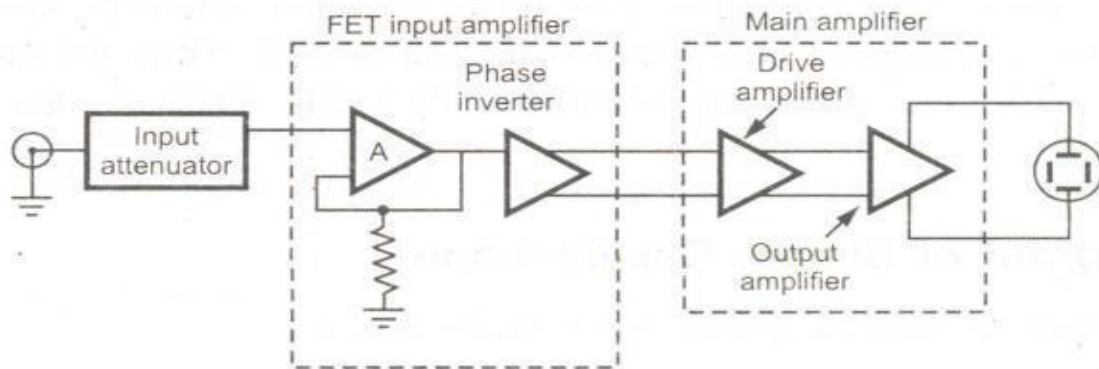 FET input amplifier
Main amplifier
Phase
inverter
Drive
amplifier
Input
attenuator
A
Output
amplifier